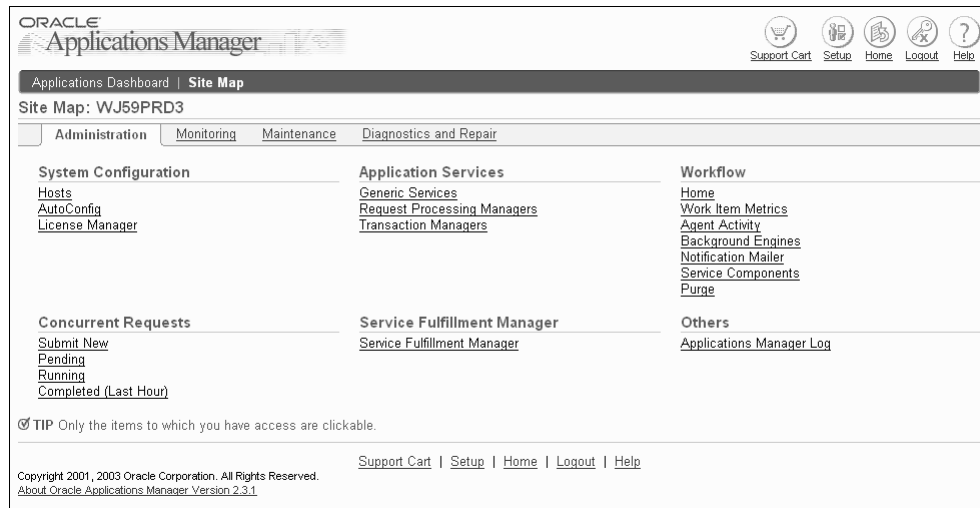 ORACLE
Applications Manager
Support Cart Setup Home Logout Help
Applications Dashboard | Site Map
Site Map: WJ59PRD3
Administration Monitoring Maintenance Diagnostics and Repair
System Configuration
Hosts
AutoConfig
License Manager
Application Services
Generic Services
Request Processing Managers
Transaction Managers
Workflow
Home
Work Item Metrics
Agent Activity
Background Engines
Notification Mailer
Service Components
Purge
Concurrent Requests
Submit New
Pending
Running
Completed (Last Hour)
Service Fulfillment Manager
Service Fulfillment Manager
Others
Applications Manager Log
TIP Only the items to which you have access are clickable.
Support Cart | Setup | Home | Logout | Help
Copyright 2001, 2003 Oracle Corporation. All Rights Reserved.
About Oracle Applications Manager Version 2.3.1